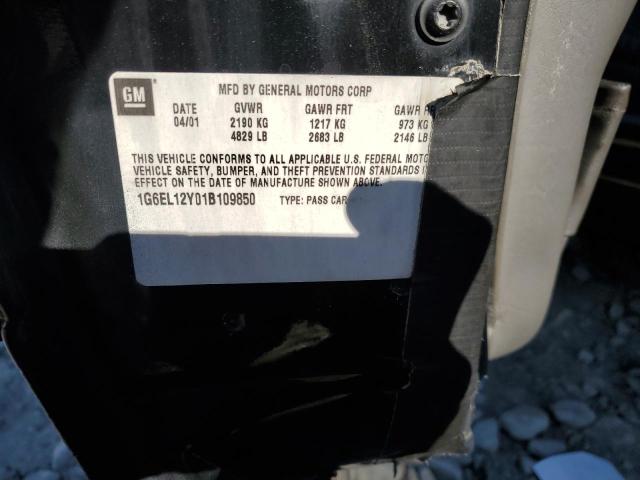 GM
MFD BY GENERAL MOTORS CORP
DATE GVWR GAWR FRT GAWR
04/01 2190 KG 1217 KG 973 KG
4829 LB 2683 LB 2146 LB
THIS VEHICLE CONFORMS TO ALL APPLICABLE U.S. FEDERAL
VEHICLE SAFETY, BUMPER, AND THEFT PREVENTION STANDARDS
EFFECT ON THE DATE OF MANUFACTURE SHOWN ABOVE.
1G6EL12Y01B109850 TYPE: PASS CAR